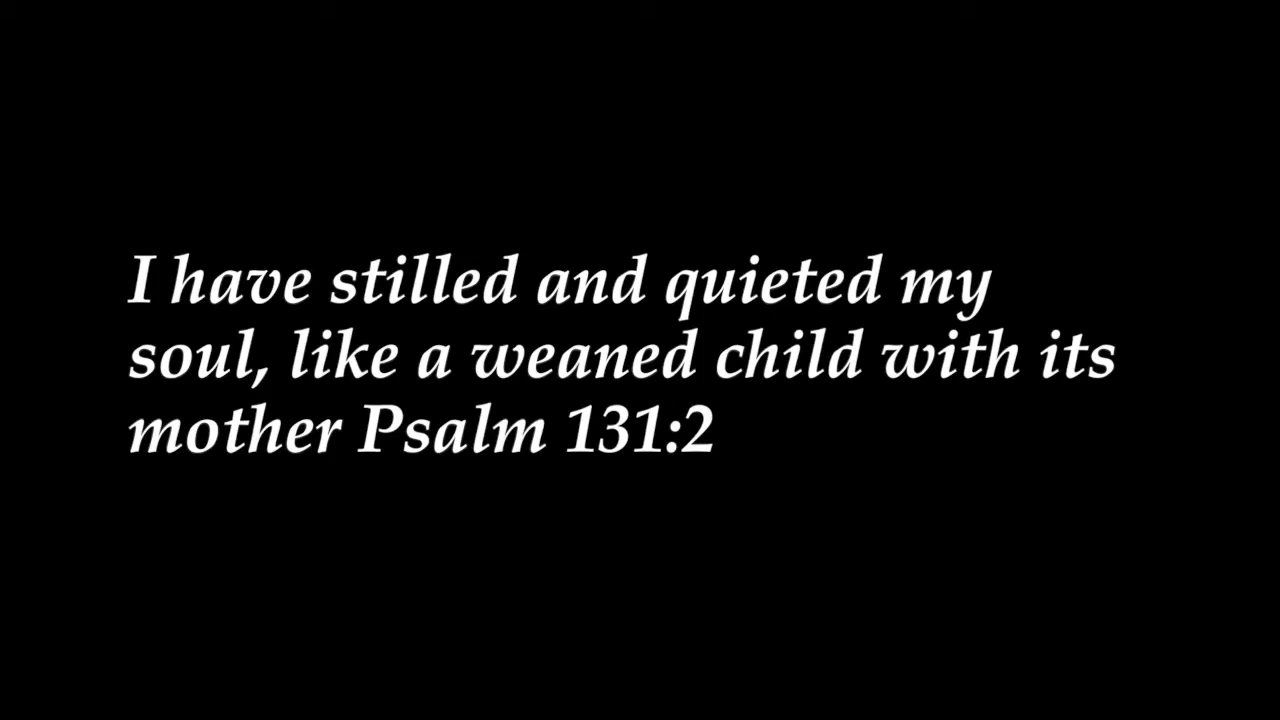 I have stilled and quieted my
soul, like a weaned child with its
mother Psalm 131:2